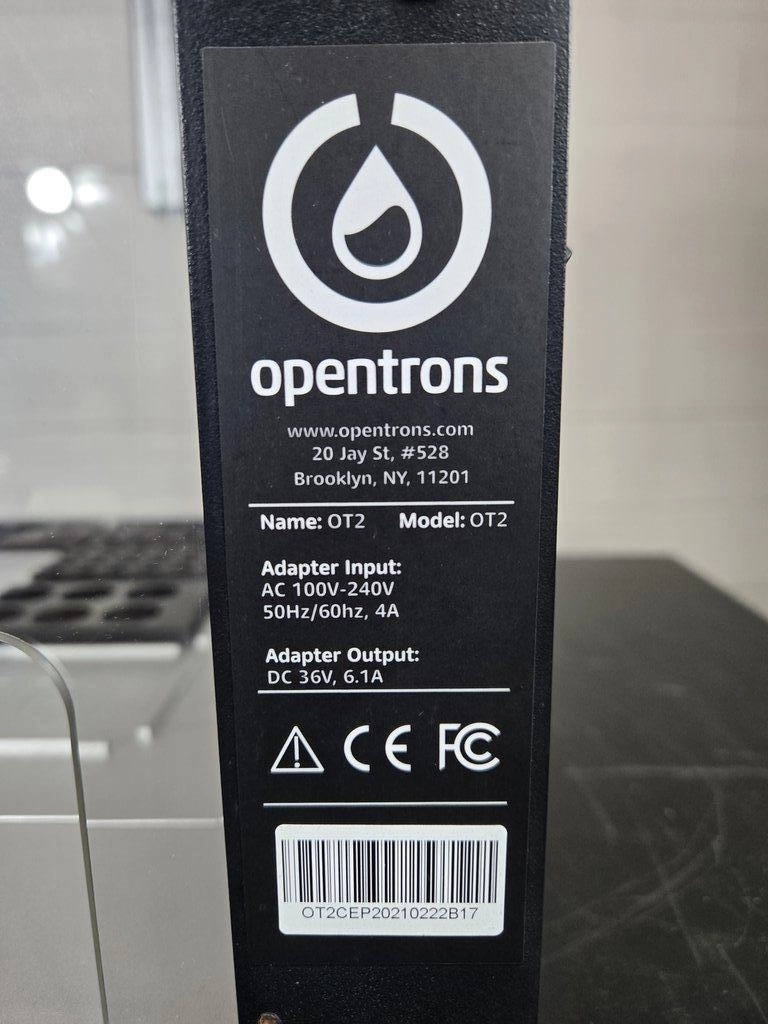 opentrons
www.opentrons.com
20 Jay St, #528
Brooklyn, NY, 11201
Name: OT2 Model: OT2
Adapter Input:
AC 100V-240V
50Hz/60hz, 4A
Adapter Output:
DC 36V, 6.1A
CE FC
OT2CEP20210222B17